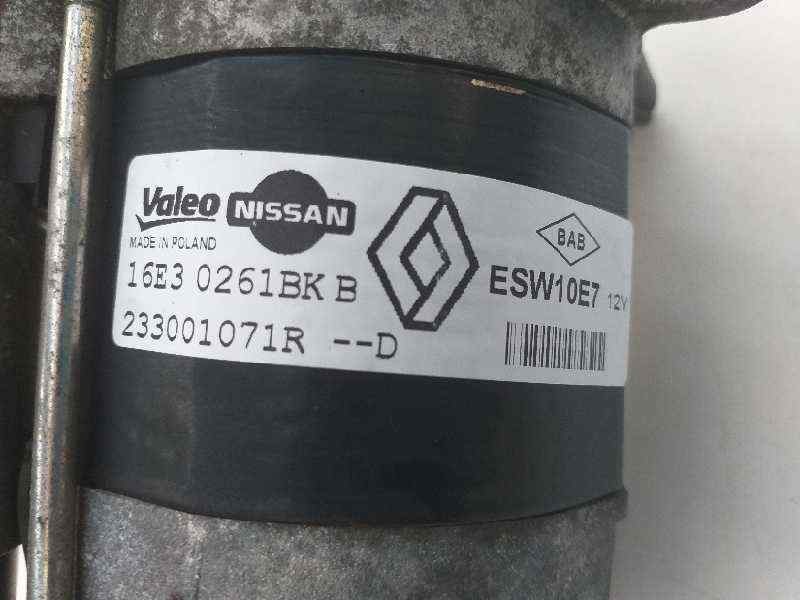 Valeo NISSAN
MADE IN POLAND
16E3 0261BK B
233001071R --D
BAB
ESW10E7 12V